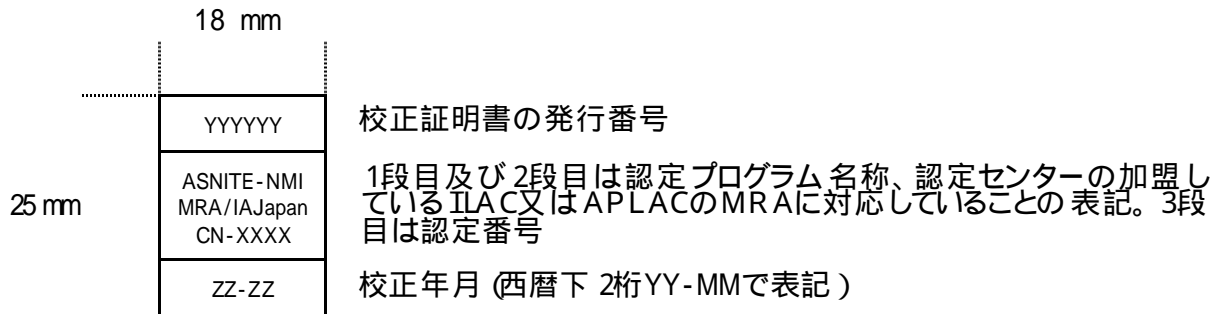 18 mm
YYYYYY
校正証明書の発行番号
25 mm
ASNITE-NMI
MRA/IAJapan
CN-XXXX
1段目及び2段目は認定プログラム名称、認定センターの加盟し
ているILAC又はAPLACのMRAに対応していることの表記。3段
目は認定番号
ZZ-ZZ
校正年月(西暦下2桁YY-MMで表記)